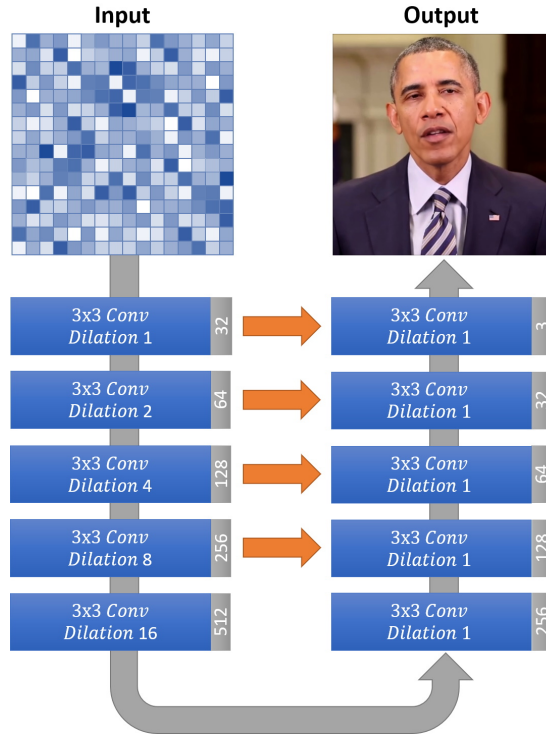 Input
Output
3x3 Conv
Dilation 1
32
3x3 Conv
Dilation 1
3
3x3 Conv
Dilation 2
64
3x3 Conv
Dilation 1
32
3x3 Conv
Dilation 4
128
3x3 Conv
Dilation 1
64
3x3 Conv
Dilation 8
256
3x3 Conv
Dilation 1
128
3x3 Conv
Dilation 16
512
3x3 Conv
Dilation 1
256